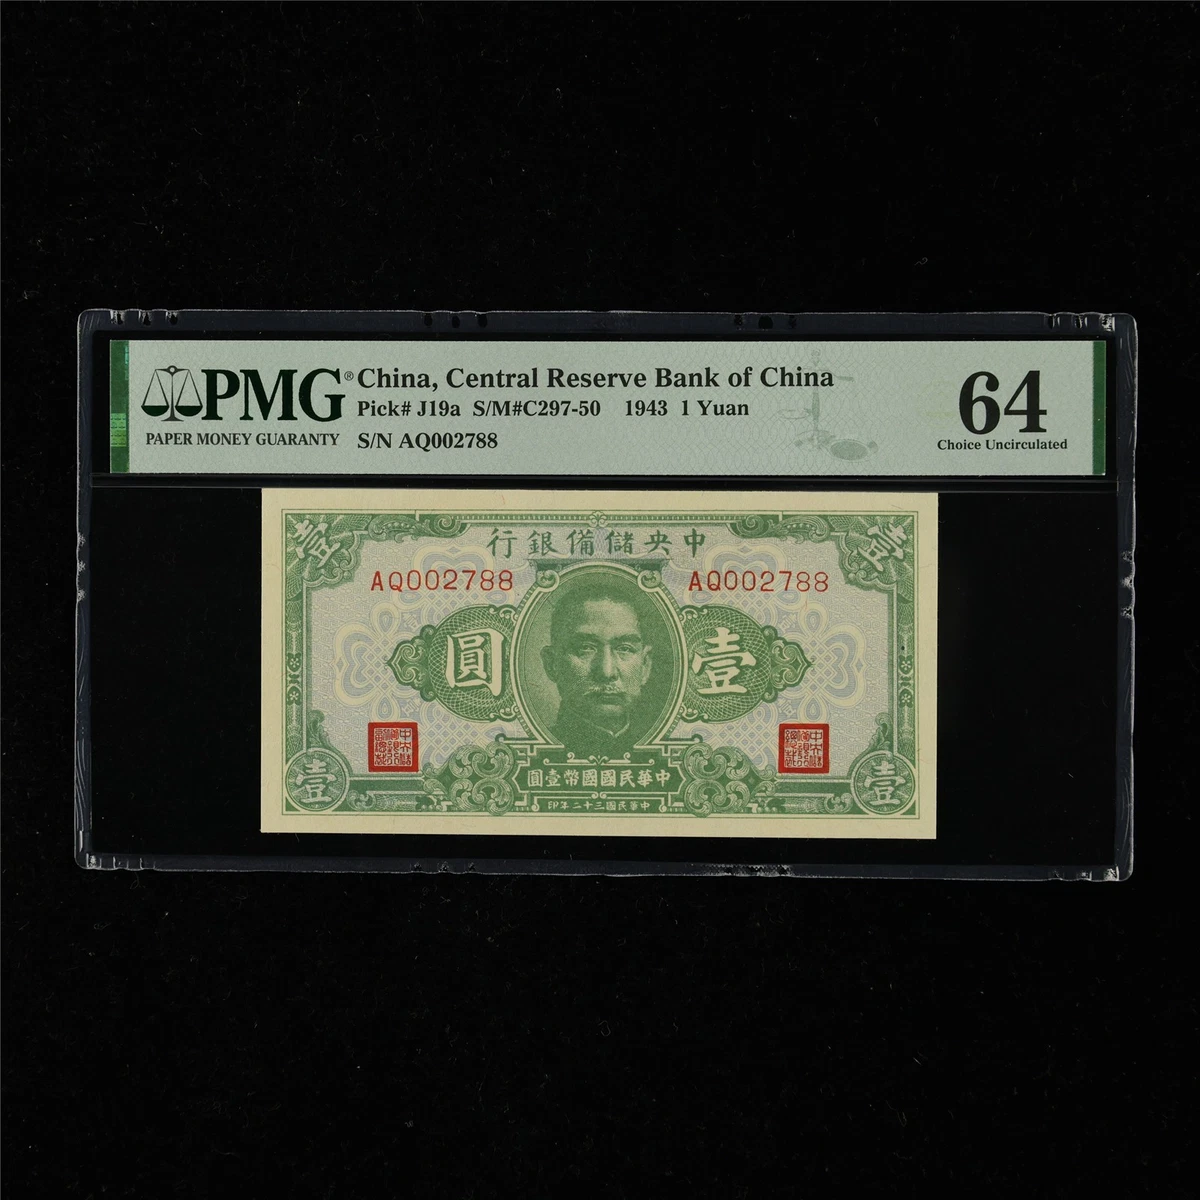 PMG®
PAPER MONEY GUARANTY
China, Central Reserve Bank of China
Pick# J19a S/M#C297-50 1943 1 Yuan
S/N AQ002788
64
Choice Uncirculated
壹 壹
行銀備儲央中
AQ002788 AQ002788
圓 壹
圓壹幣國國民華中
印年二十三國民華中
壹 壹